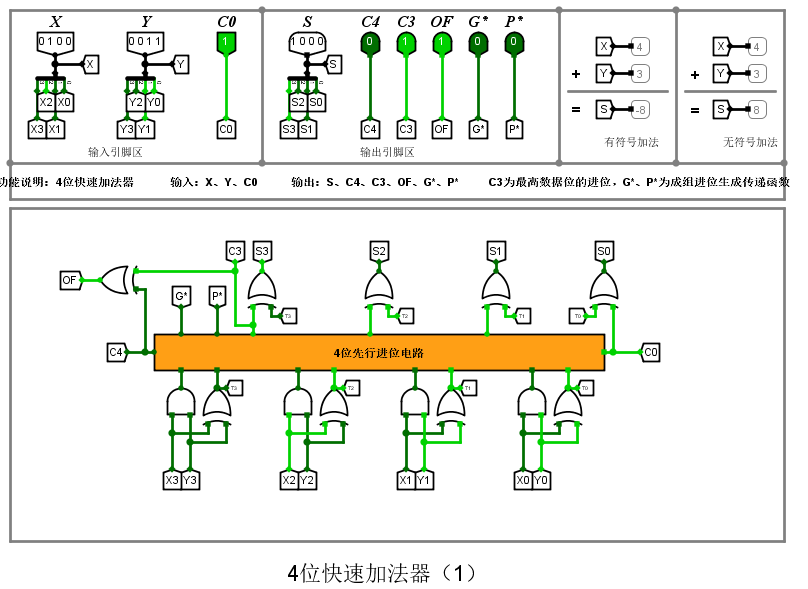 X Y C0 S C4 C3 OF G* P*
0 1 0 0 0 0 1 1 1 1 0 0 0 0 1 1 0 0
X 4 X 4
X Y S
+ Y 3 + Y 3
X2 X0 Y2 Y0 S2 S0
= S -8 = S 8
X3 X1 Y3 Y1 C0 S3 S1 C4 C3 OF G* P*
输入引脚区 输出引脚区 有符号加法 无符号加法
功能说明：4位快速加法器 输入：X、Y、C0 输出：S、C4、C3、OF、G*、P* C3为最高数据位的进位，G*、P*为成组进位生成传递函数
C3 S3 S2 S1 S0
OF
G* P*
T3 T2 T1 T0
C4 4位先行进位电路 C0
T3 T2 T1 T0
X3 Y3 X2 Y2 X1 Y1 X0 Y0
4位快速加法器（1）